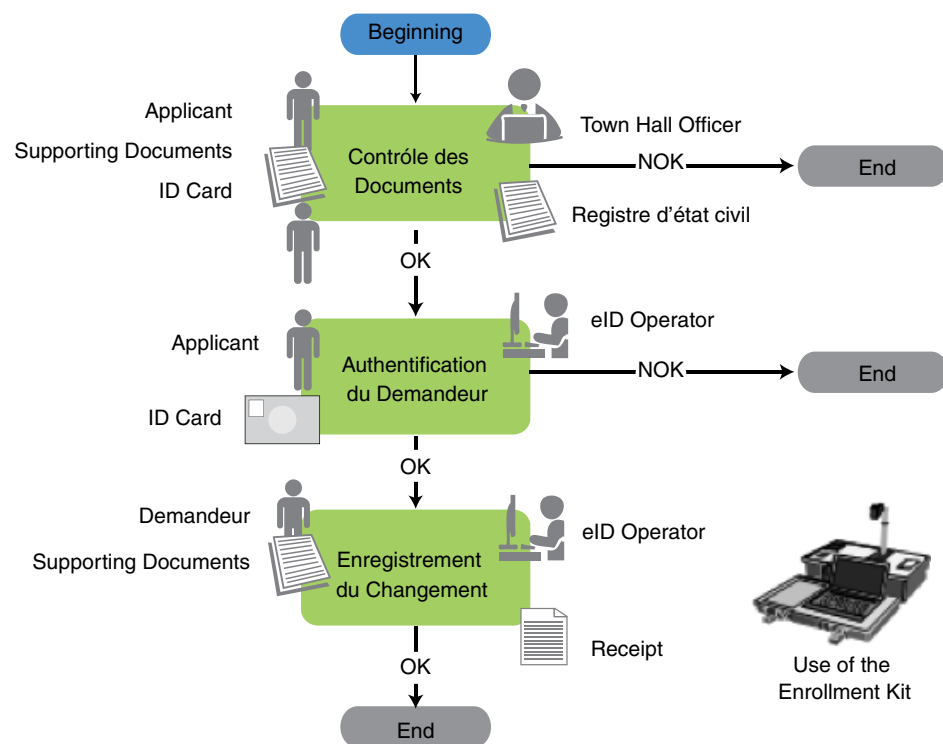 Beginning
Applicant
Supporting Documents
ID Card
Contróle des
Documents
Town Hall Officer
NOK
End
Registre d'état civil
OK
Applicant
ID Card
Authentification
du Demandeur
eID Operator
NOK
End
OK
Demandeur
Supporting Documents
Enregistrement
du Changement
eID Operator
Receipt
OK
End
Use of the
Enrollment Kit